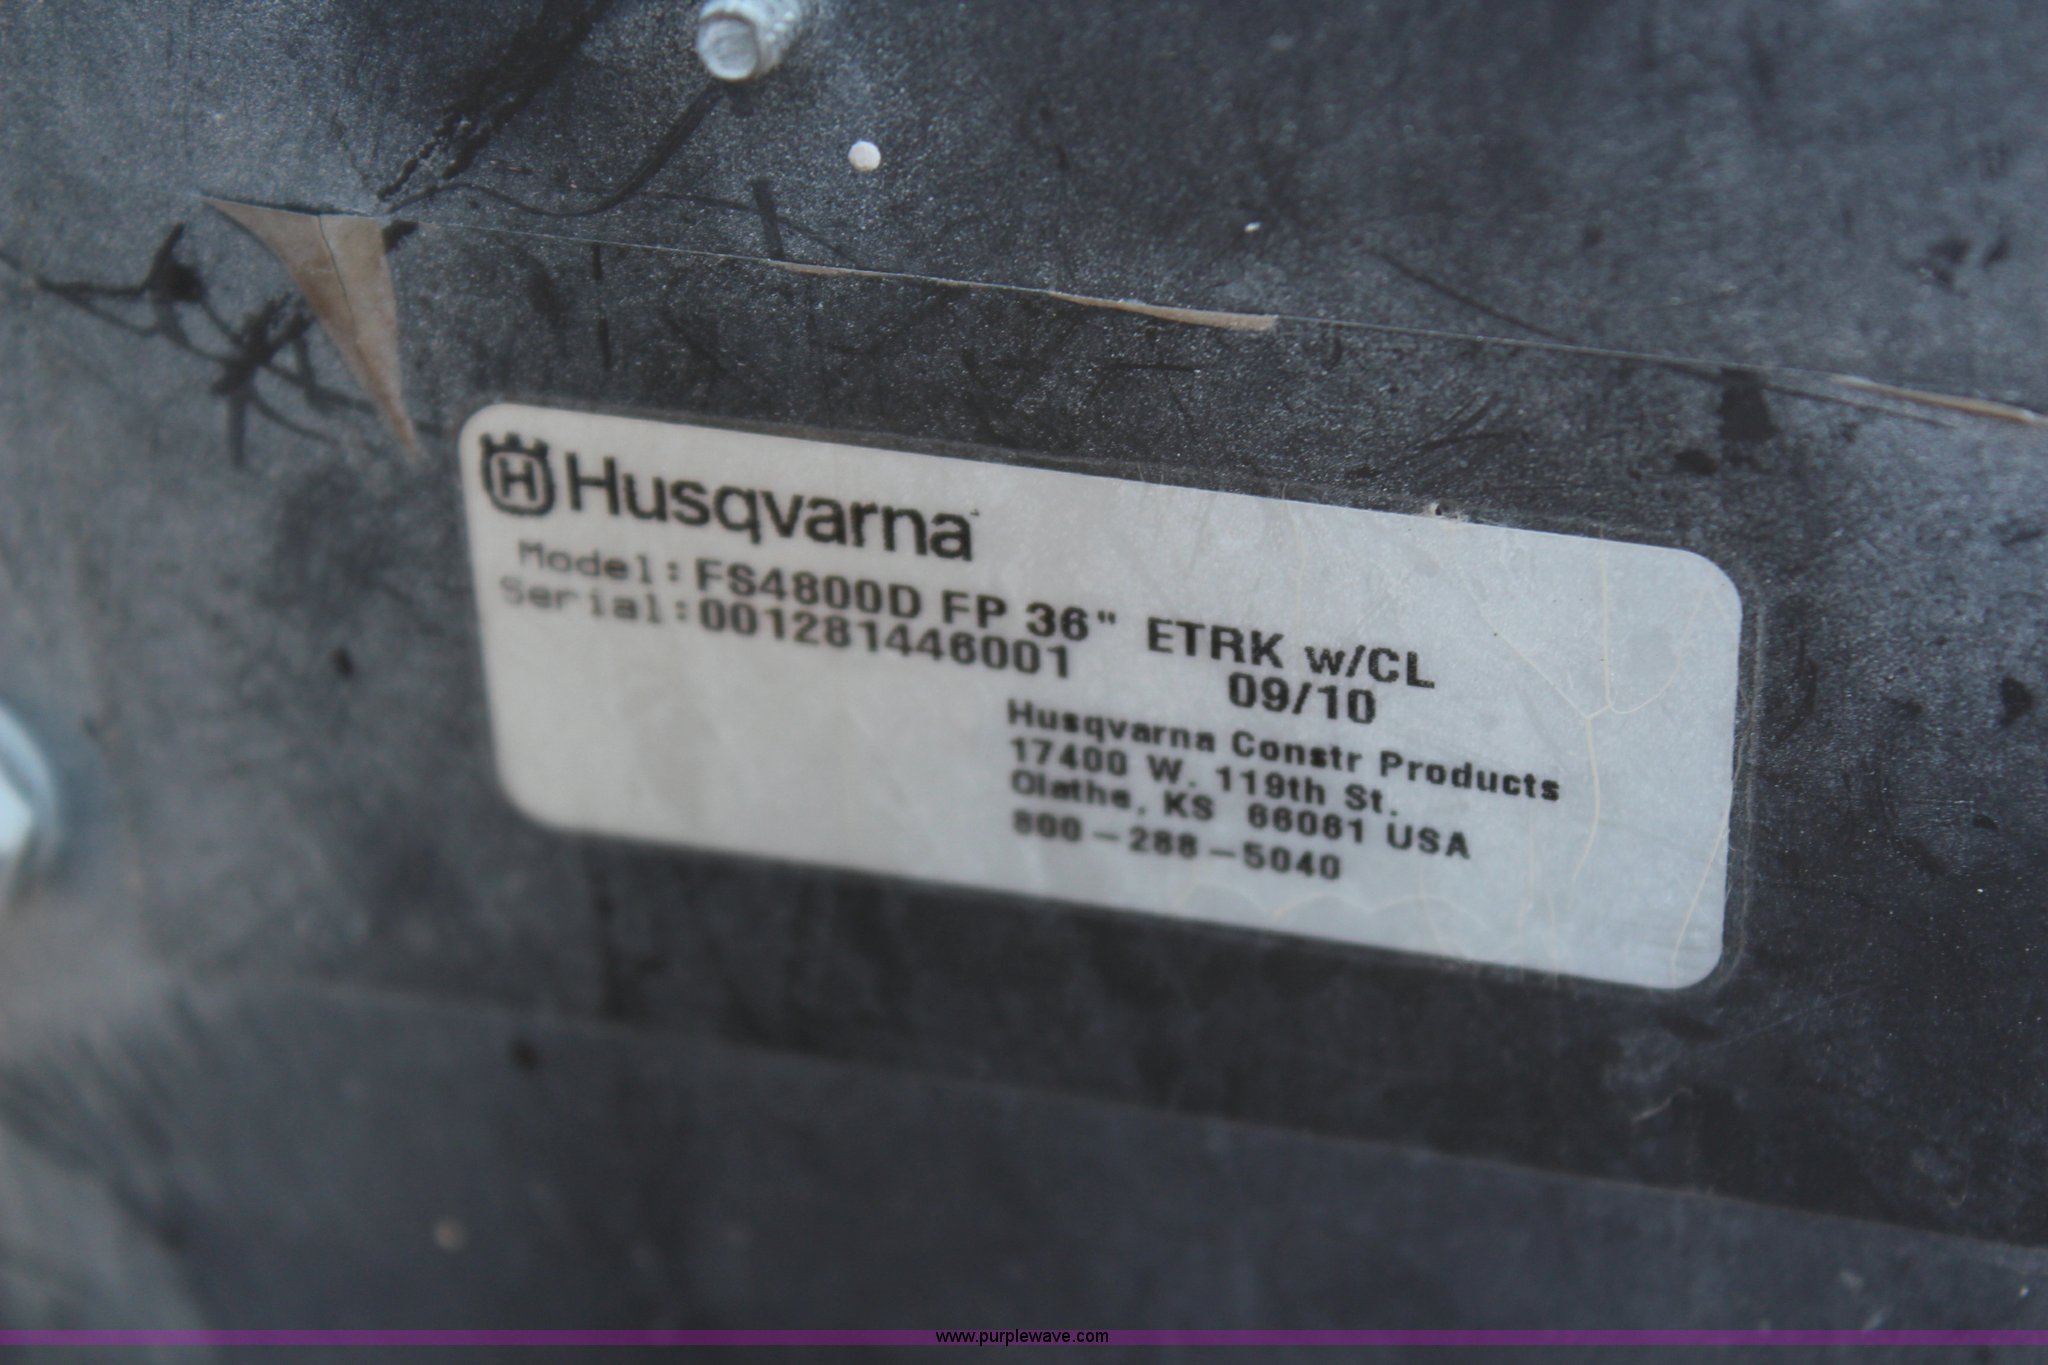 Husqvarna
Model: FS4800D FP 36" ETRK w/CL
Serial: 001281446001 09/10
Husqvarna Constr Products
17400 W. 119th St.
Olathe, KS 66061 USA
800-288-5040
www.purplewave.com